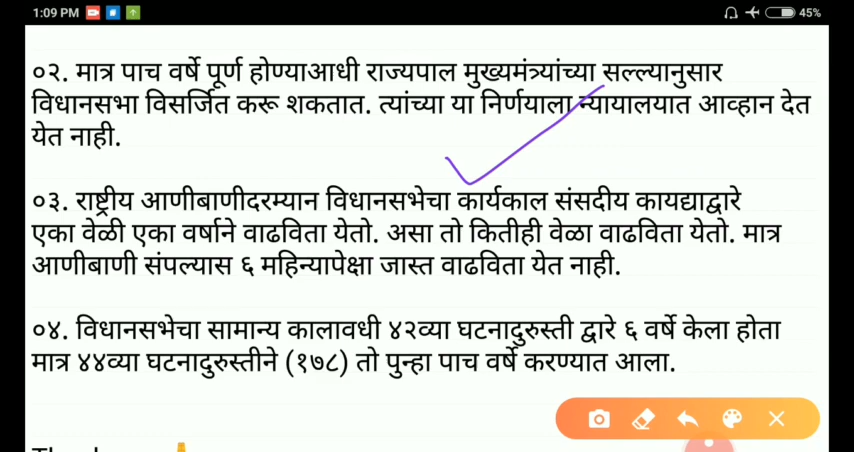 1:09 PM
45%
०२. मात्र पाच वर्षे पूर्ण होण्याआधी राज्यपाल मुख्यमंत्र्यांच्या सल्ल्यानुसार
विधानसभा विसर्जित करू शकतात. त्यांच्या या निर्णयाला न्यायालयात आव्हान देत
येत नाही.
०३. राष्ट्रीय आणीबाणीदरम्यान विधानसभेचा कार्यकाल संसदीय कायद्याद्वारे
एका वेळी एका वर्षाने वाढविता येतो. असा तो कितीही वेळा वाढविता येतो. मात्र
आणीबाणी संपल्यास ६ महिन्यापेक्षा जास्त वाढविता येत नाही.
०४. विधानसभेचा सामान्य कालावधी ४२व्या घटनादुरुस्ती द्वारे ६ वर्षे केला होता
मात्र ४४व्या घटनादुरुस्तीने (१७८) तो पुन्हा पाच वर्षे करण्यात आला.